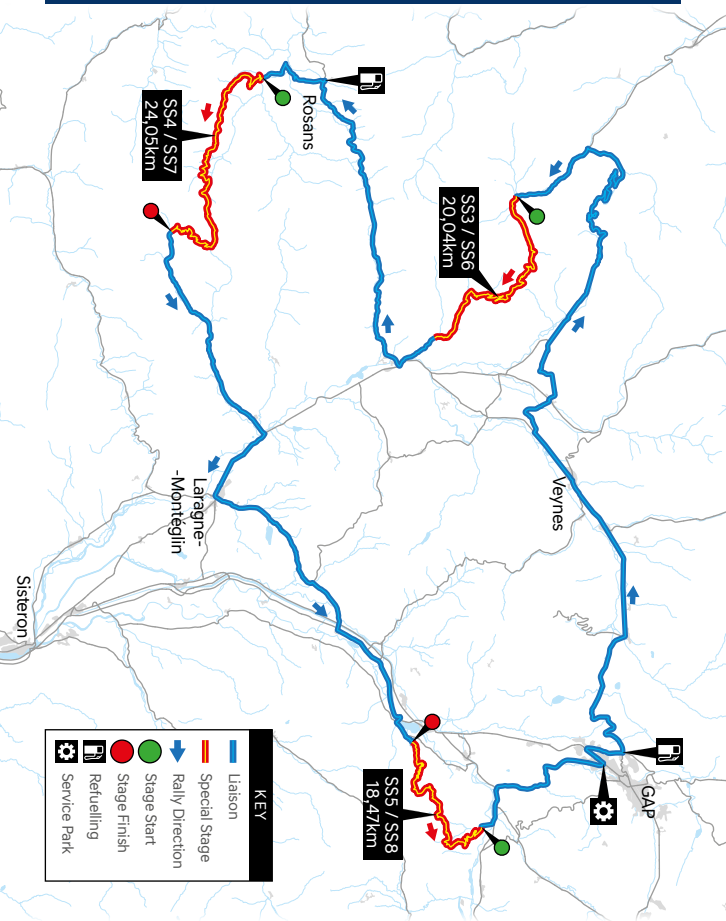 SS4 / SS7
24,05km
Rosans
SS3 / SS6
20,04km
Veynes
Laragne-
-Montéglin
Sisteron
GAP
SS5 / SS8
18,47km
KEY
Liaison
Special Stage
Rally Direction
Stage Start
Stage Finish
Refuelling
Service Park